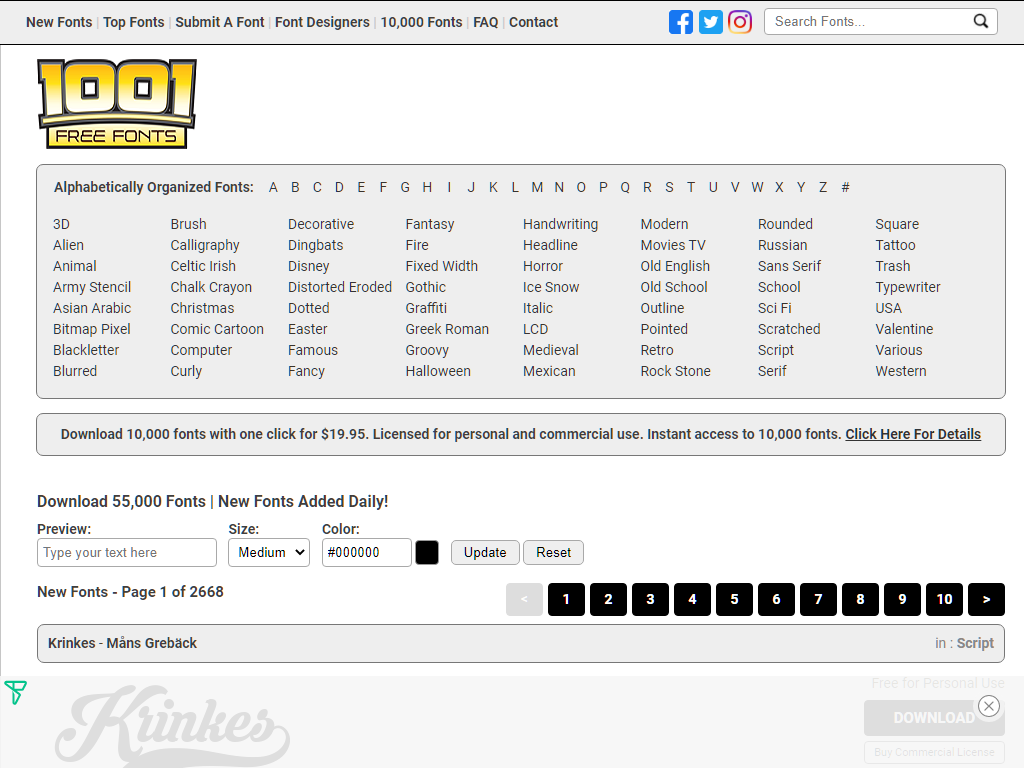 New Fonts | Top Fonts | Submit A Font | Font Designers | 10,000 Fonts | FAQ | Contact
Search Fonts...
1001
FREE FONTS
Alphabetically Organized Fonts: A B C D E F G H I J K L M N O P Q R S T U V W X Y Z #
3D Brush Decorative Fantasy Handwriting Modern Rounded Square
Alien Calligraphy Dingbats Fire Headline Movies TV Russian Tattoo
Animal Celtic Irish Disney Fixed Width Horror Old English Sans Serif Trash
Army Stencil Chalk Crayon Distorted Eroded Gothic Ice Snow Old School School Typewriter
Asian Arabic Christmas Dotted Graffiti Italic Outline Sci Fi USA
Bitmap Pixel Comic Cartoon Easter Greek Roman LCD Pointed Scratched Valentine
Blackletter Computer Famous Groovy Medieval Retro Script Various
Blurred Curly Fancy Halloween Mexican Rock Stone Serif Western
Download 10,000 fonts with one click for $19.95. Licensed for personal and commercial use. Instant access to 10,000 fonts. Click Here For Details
Download 55,000 Fonts | New Fonts Added Daily!
Preview: Size: Color:
Type your text here Medium #000000 Update Reset
New Fonts - Page 1 of 2668 < 1 2 3 4 5 6 7 8 9 10 >
Krinkes - Måns Grebäck in : Script
Free for Personal Use
Krinkes
DOWNLOAD
Buy Commercial License